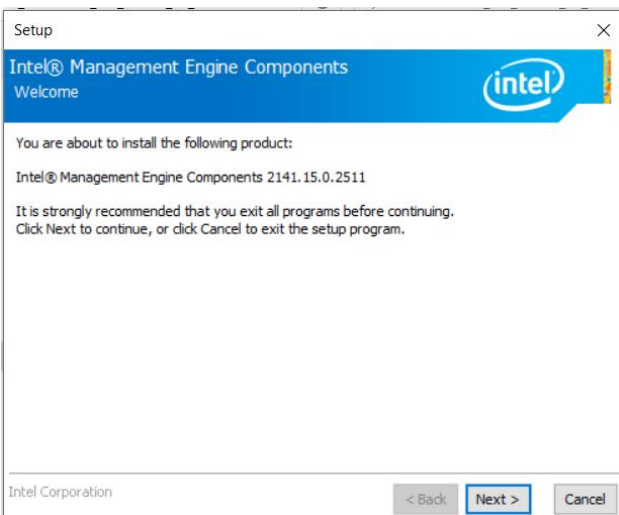 Setup
Intel® Management Engine Components
Welcome
intel
You are about to install the following product:
Intel® Management Engine Components 2141.15.0.2511
It is strongly recommended that you exit all programs before continuing.
Click Next to continue, or click Cancel to exit the setup program.
Intel Corporation
< Back
Next >
Cancel